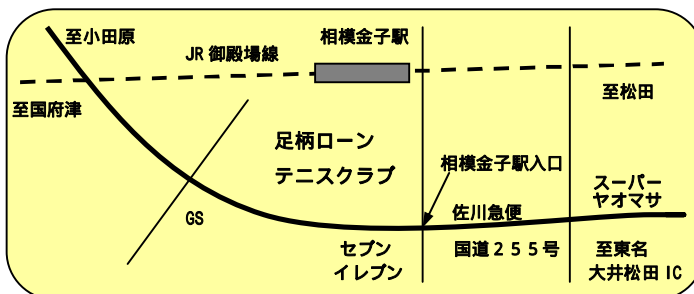 至小田原
JR 御殿場線
相模金子駅
至国府津
至松田
足柄ローン
テニスクラブ
相模金子駅入口
スーパー
ヤオマサ
GS
佐川急便
セブン
イレブン
国道２５５号
至東名
大井松田 IC